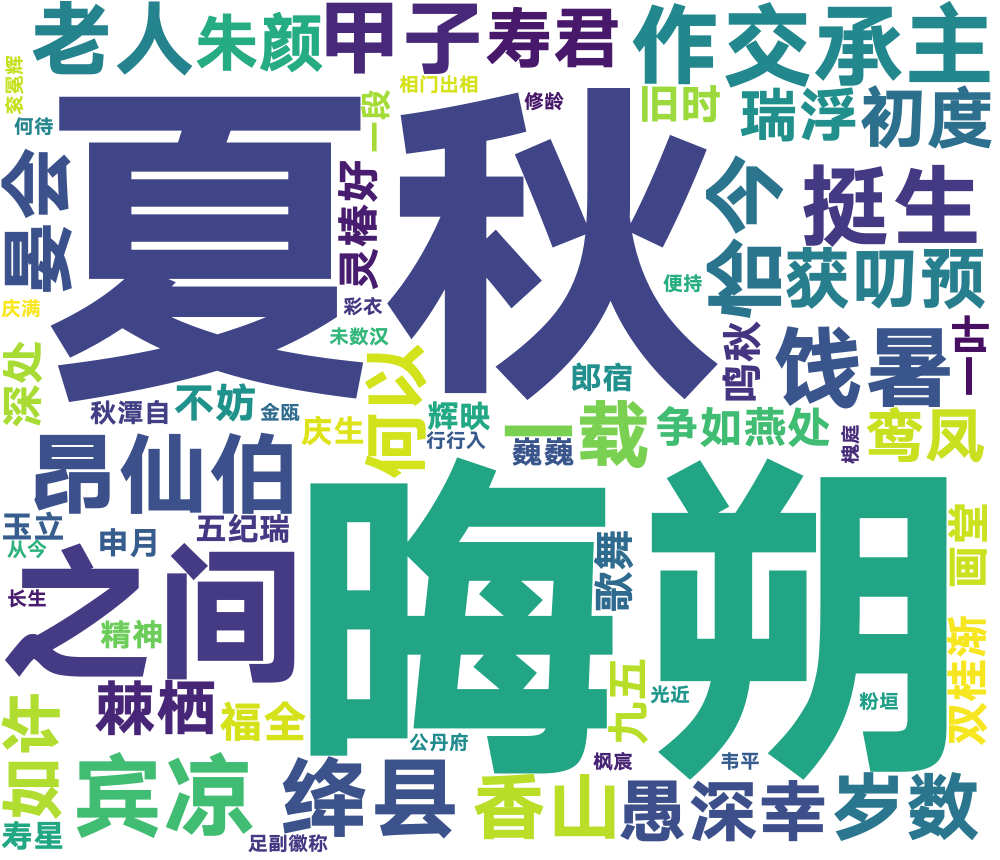 老人
朱颜
甲子
寿君
作交承主
衮冕辉
相门出相
修龄
何待
一段
旧时
瑞浮
初度
夏秋
晏会
灵椿好
恰今
挺生
获叨预
便持
庆满
彩衣
未数汉
鸣秋
饯暑
古一
深处
何以
郎宿
秋潭自
不妨
金瓯
庆生
辉映
行行入
一载
巍巍
争如燕处
槐庭
鸾凤
昂仙伯
晦朔
玉立
从今
申月
五纪瑞
歌舞
画堂
之间
长生
精神
棘栖
福全
九五
光近
粉垣
双桂渐
如许
公丹府
枫宸
韦平
宾凉
绛县
香山
愚深幸
岁数
寿星
足副徽称